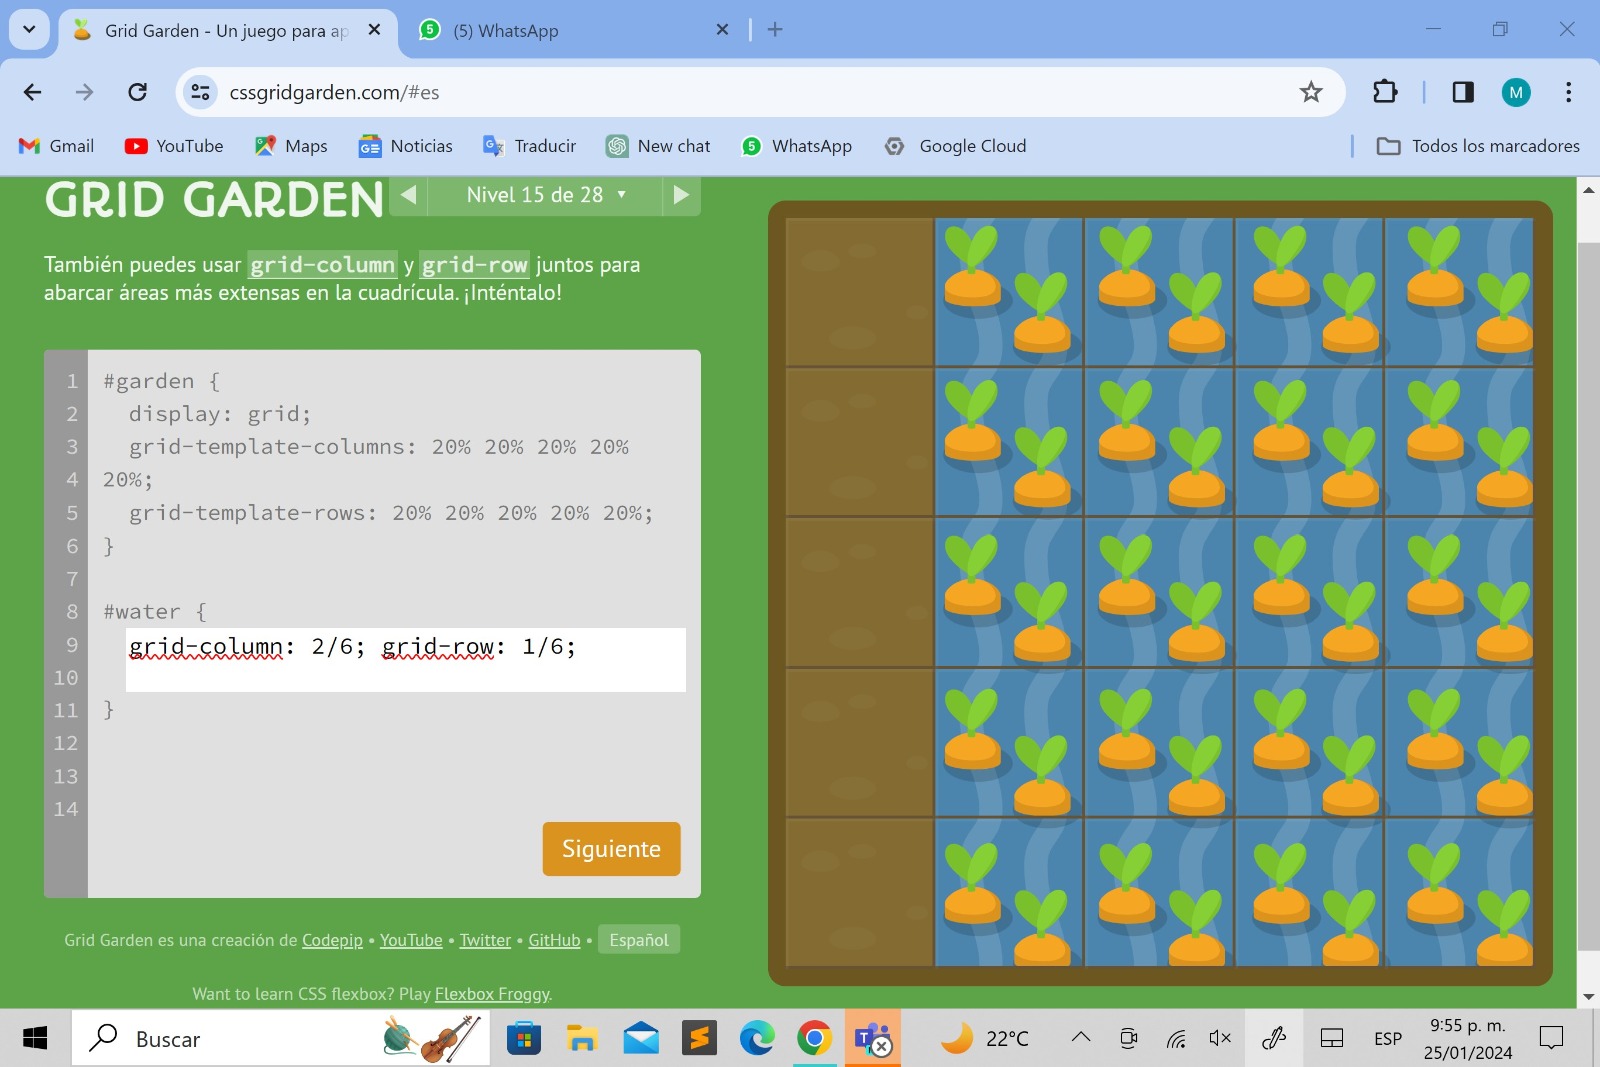 Grid Garden - Un juego para ap
5 (5) WhatsApp
cssgridgarden.com/#es
M
Gmail YouTube Maps Noticias Traducir New chat 5 WhatsApp Google Cloud Todos los marcadores
GRID GARDEN
Nivel 15 de 28
También puedes usar grid-column y grid-row juntos para
abarcar áreas más extensas en la cuadrícula. ¡Inténtalo!
1 #garden {
2 display: grid;
3 grid-template-columns: 20% 20% 20% 20%
4 20%;
5 grid-template-rows: 20% 20% 20% 20% 20%;
6 }
7
8 #water {
9 grid-column: 2/6; grid-row: 1/6;
10
11 }
12
13
14
Siguiente
Grid Garden es una creación de Codepip • YouTube • Twitter • GitHub • Español
Want to learn CSS flexbox? Play Flexbox Froggy.
Buscar
22°C
ESP
9:55 p. m.
25/01/2024